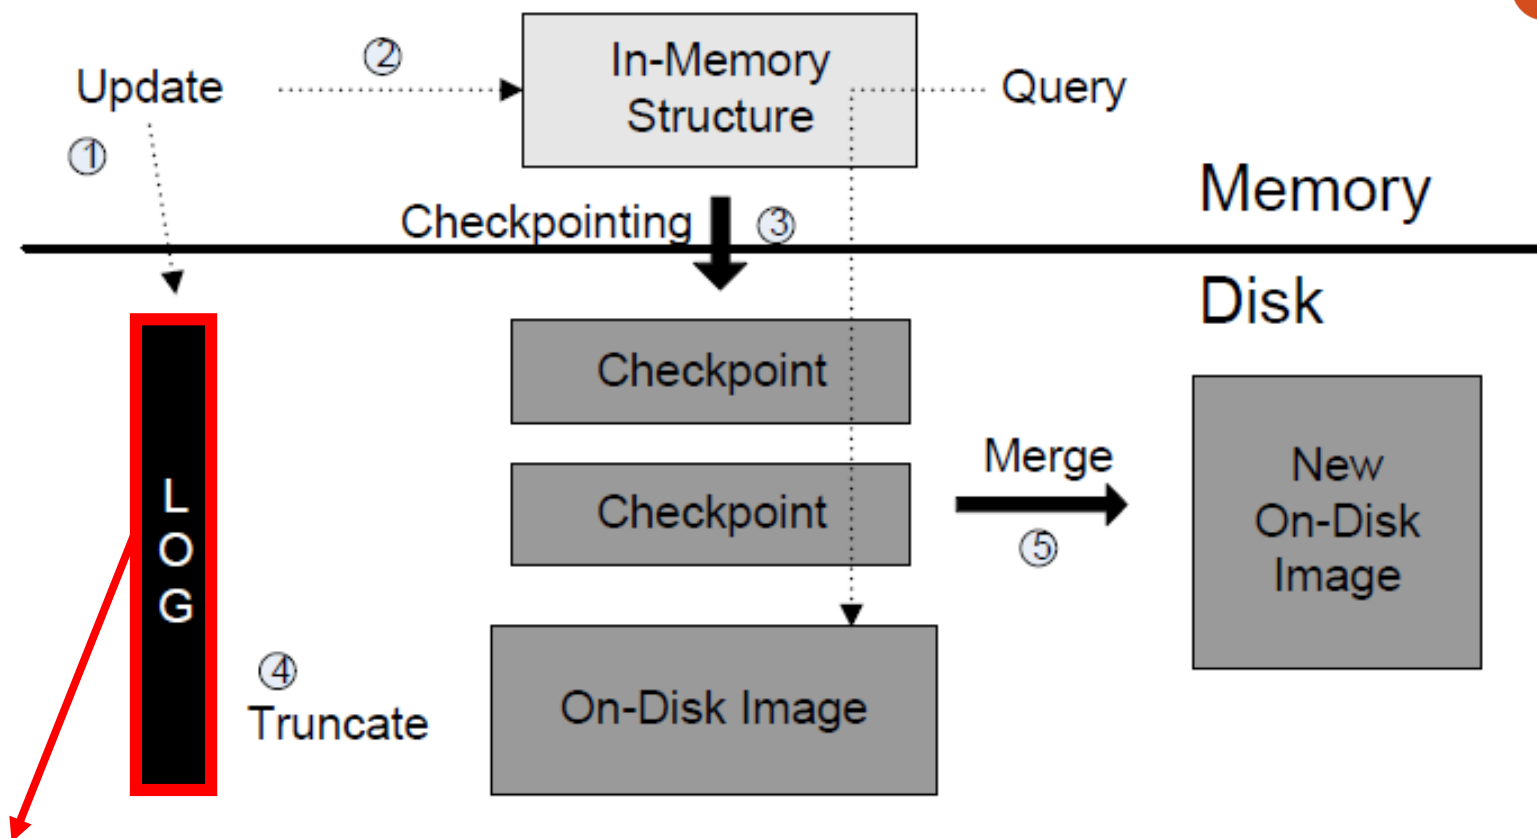 ②
In-Memory
Structure
Update
Query
①
Memory
Checkpointing
③
Disk
Checkpoint
Checkpoint
Merge
⑤
New
On-Disk
Image
L
O
G
④
Truncate
On-Disk Image